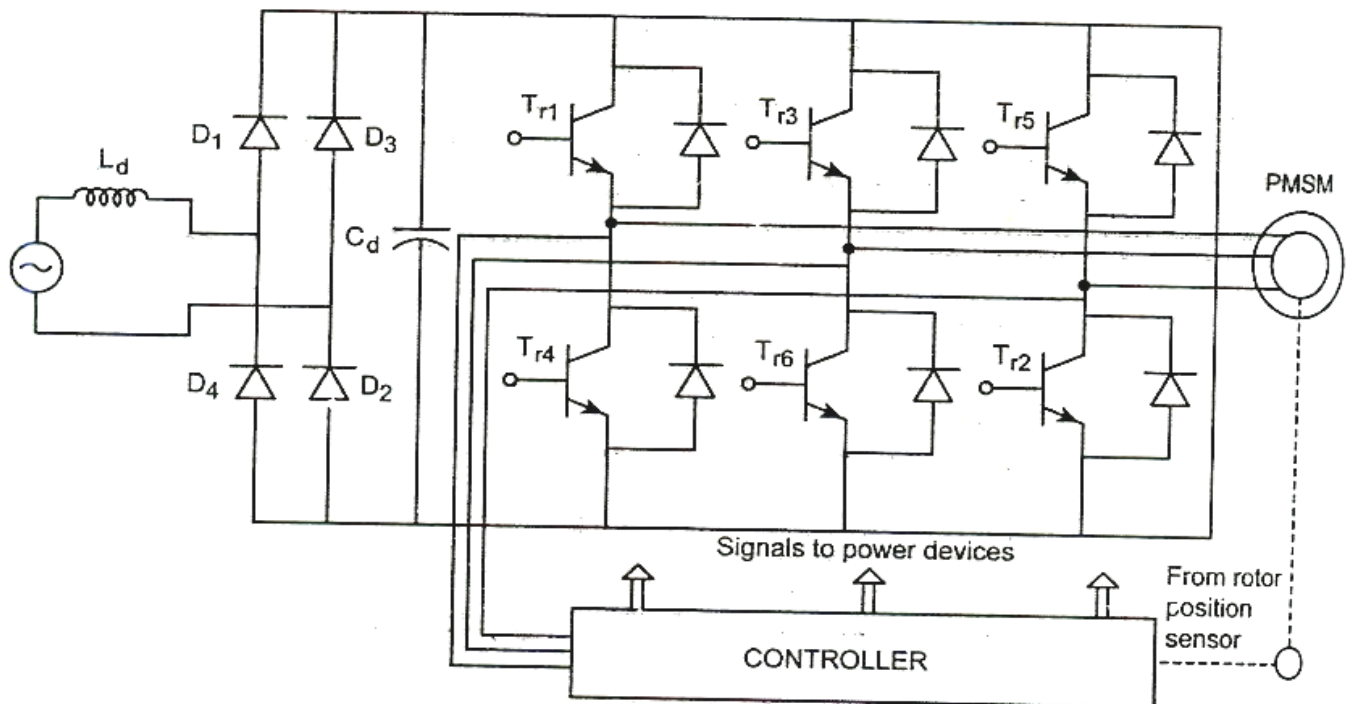 Tr1
Tr3
Tr5
D1
D3
Ld
PMSM
Cd
Tr4
Tr6
Tr2
D4
D2
Signals to power devices
From rotor
position
sensor
CONTROLLER